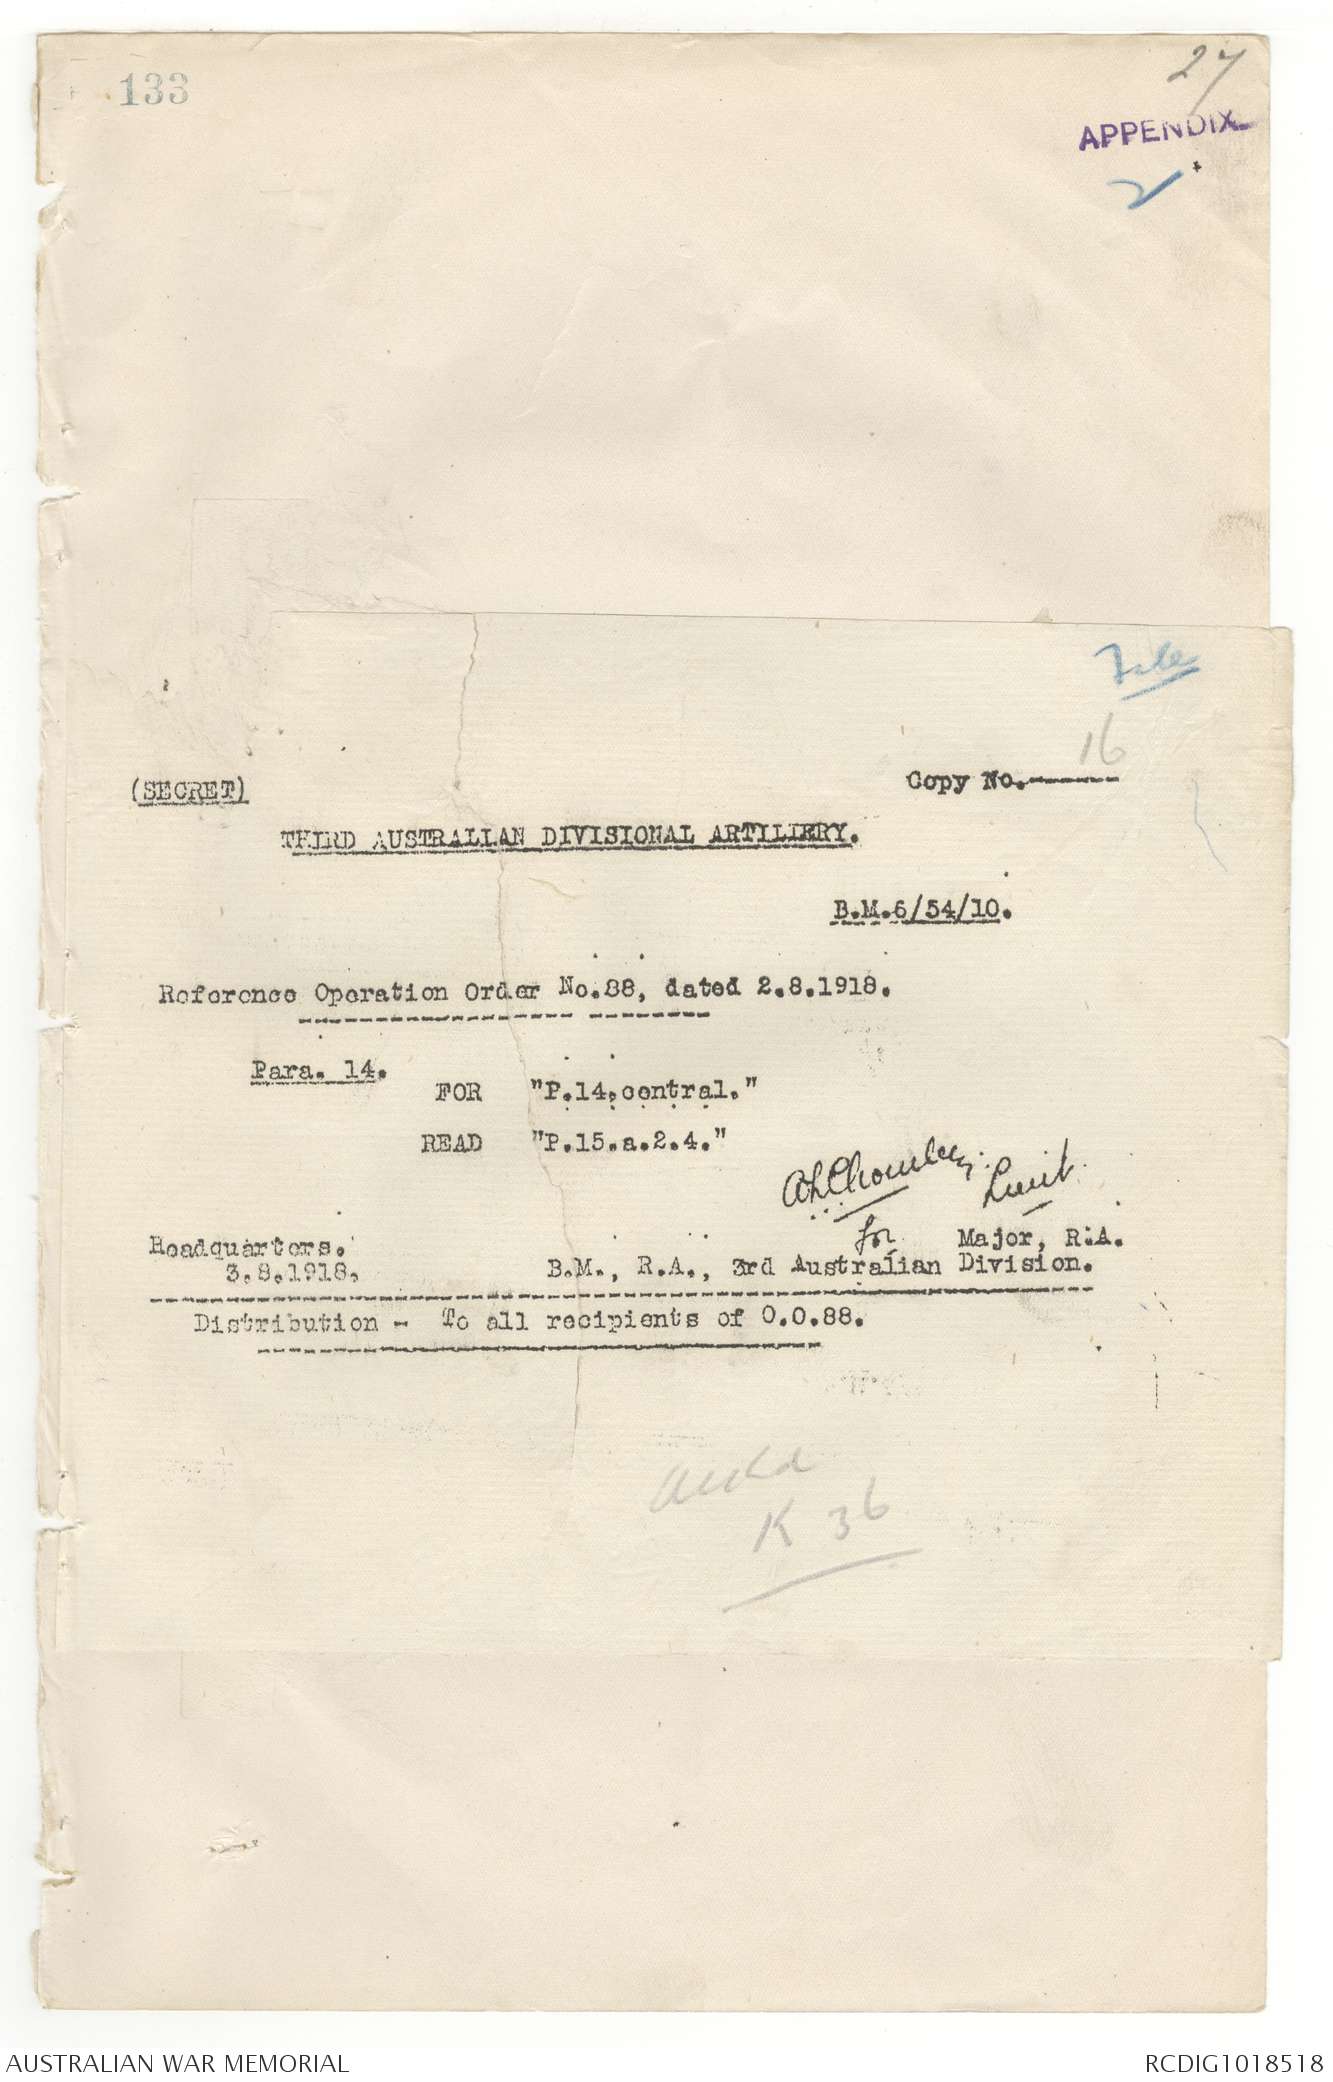 133
27
APPENDIX
2
File
16
(SECRET)
Copy No.-------
THIRD AUSTRALIAN DIVISIONAL ARTILLERY.
B.M.6/54/10.
Reference Operation Order No.88, dated 2.8.1918.
Para. 14.
FOR "P.14.central."
READ "P.15.a.2.4."
Lieut.
for Major, R.A.
Headquarters.
3.8.1918. B.M., R.A., 3rd Australian Division.
Distribution - To all recipients of O.O.88.
Ackd
K 36
AUSTRALIAN WAR MEMORIAL
RCDIG1018518